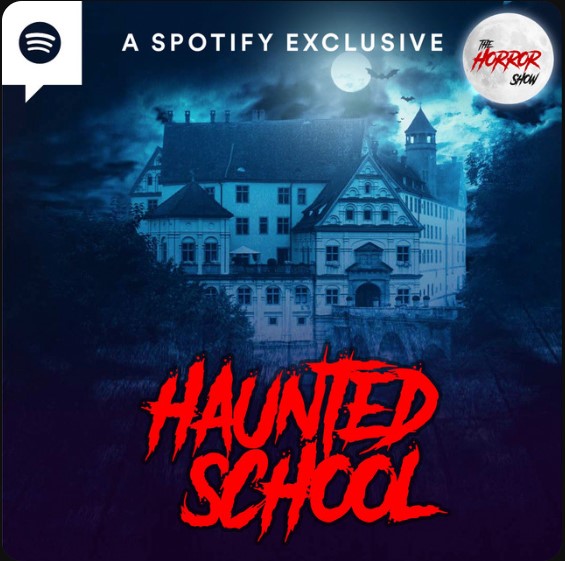 A SPOTIFY EXCLUSIVE
THE
HORROR
SHOW
HAUNTED
SCHOOL